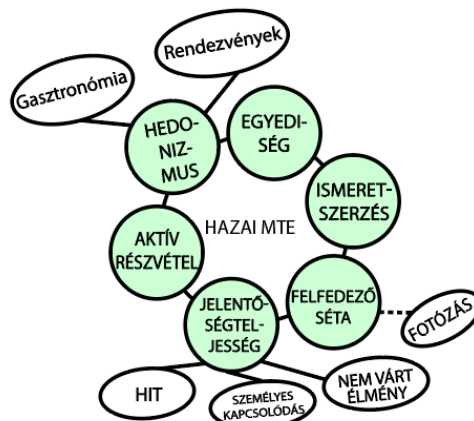 Rendezvények
Gasztronómia
HEDO-
NIZ-
MUS
EGYEDI-
SÉG
ISMERET-
SZERZÉS
HAZAI MTE
AKTÍV
RÉSZVÉTEL
JELENTŐ-
SÉGTEL-
JESSÉG
FELFEDEZŐ
SÉTA
FOTÓZÁS
HIT
SZEMÉLYES
KAPCSOLÓDÁS
NEM VÁRT
ÉLMÉNY